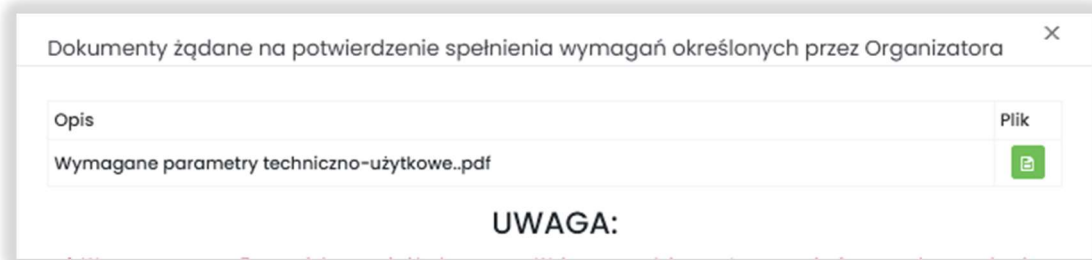 Dokumenty żądane na potwierdzenie spełnienia wymagań określonych przez Organizatora
Opis Plik
Wymagane parametry techniczno-użytkowe..pdf
UWAGA: